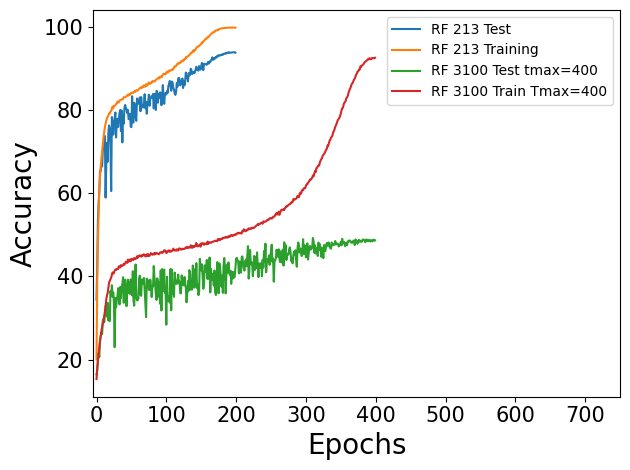 RF 213 Test
RF 213 Training
RF 3100 Test tmax=400
RF 3100 Train Tmax=400
100
80
60
40
20
Accuracy
0 100 200 300 400 500 600 700
Epochs